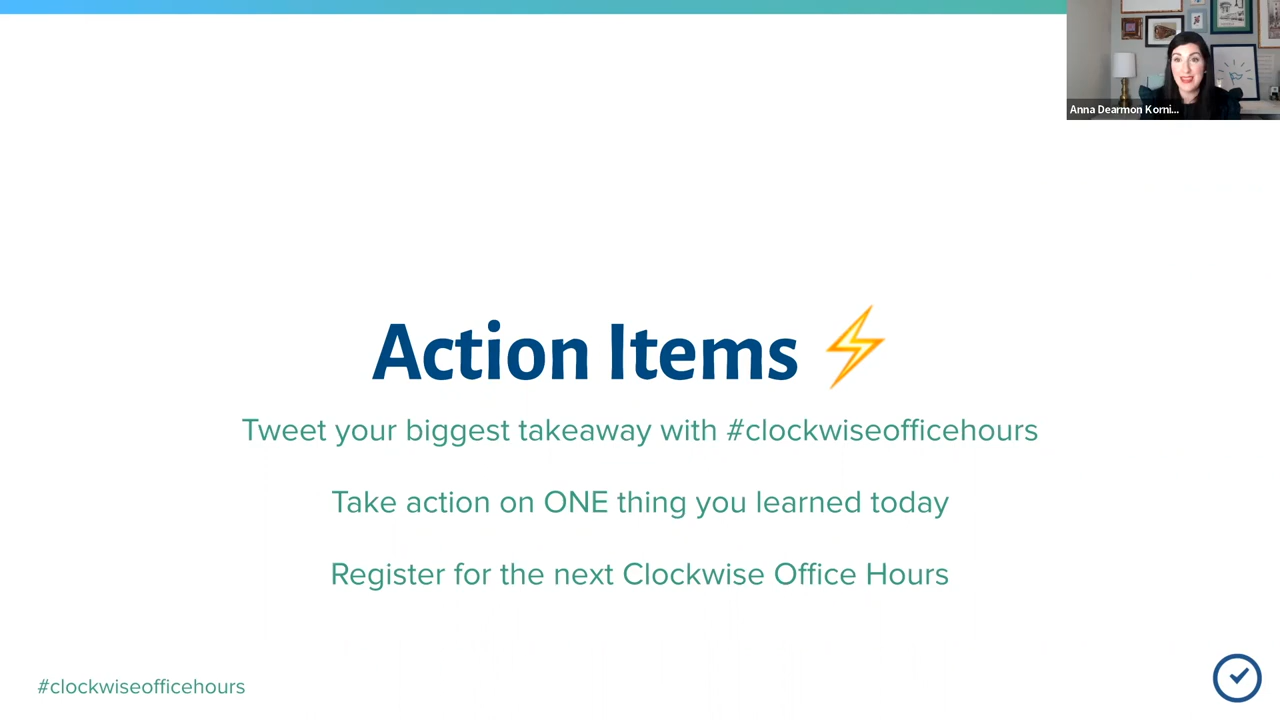 Anna Dearmon Korni...
Action Items ⚡
Tweet your biggest takeaway with #clockwiseofficehours
Take action on ONE thing you learned today
Register for the next Clockwise Office Hours
#clockwiseofficehours